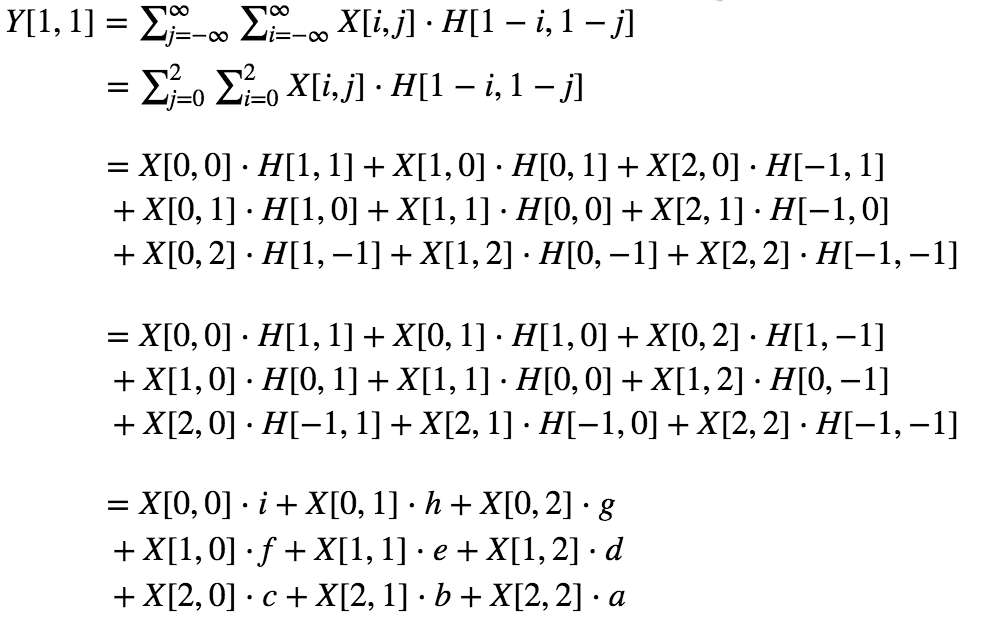 Y[1, 1] = ∑_{j=−∞}^{∞} ∑_{i=−∞}^{∞} X[i,j] · H[1 − i, 1 − j]
= ∑_{j=0}^{2} ∑_{i=0}^{2} X[i,j] · H[1 − i, 1 − j]
= X[0, 0] · H[1, 1] + X[1, 0] · H[0, 1] + X[2, 0] · H[−1, 1]
+ X[0, 1] · H[1, 0] + X[1, 1] · H[0, 0] + X[2, 1] · H[−1, 0]
+ X[0, 2] · H[1, −1] + X[1, 2] · H[0, −1] + X[2, 2] · H[−1, −1]
= X[0, 0] · H[1, 1] + X[0, 1] · H[1, 0] + X[0, 2] · H[1, −1]
+ X[1, 0] · H[0, 1] + X[1, 1] · H[0, 0] + X[1, 2] · H[0, −1]
+ X[2, 0] · H[−1, 1] + X[2, 1] · H[−1, 0] + X[2, 2] · H[−1, −1]
= X[0, 0] · i + X[0, 1] · h + X[0, 2] · g
+ X[1, 0] · f + X[1, 1] · e + X[1, 2] · d
+ X[2, 0] · c + X[2, 1] · b + X[2, 2] · a